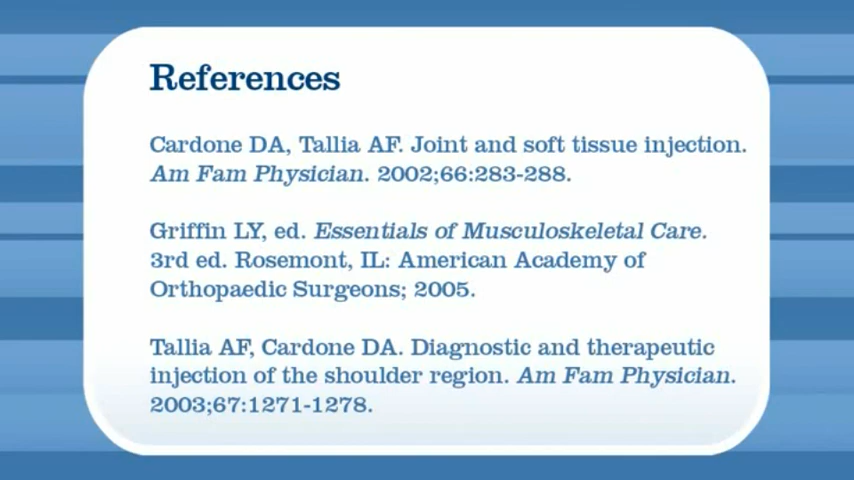 References
Cardone DA, Tallia AF. Joint and soft tissue injection.
Am Fam Physician. 2002;66:283-288.
Griffin LY, ed. Essentials of Musculoskeletal Care.
3rd ed. Rosemont, IL: American Academy of
Orthopaedic Surgeons; 2005.
Tallia AF, Cardone DA. Diagnostic and therapeutic
injection of the shoulder region. Am Fam Physician.
2003;67:1271-1278.